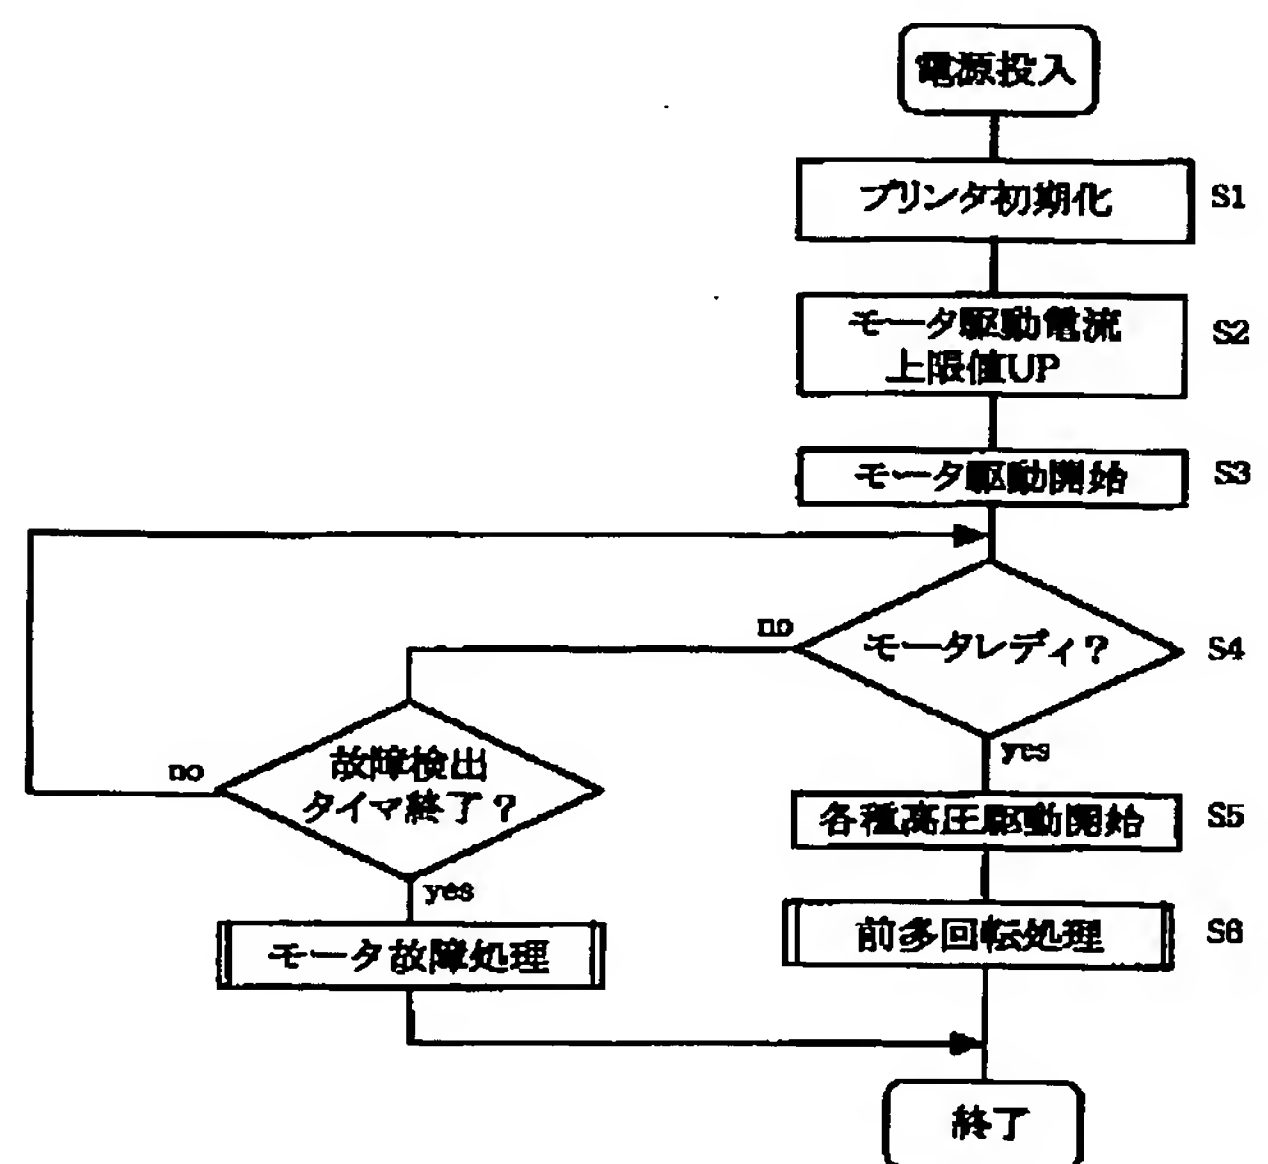 電源投入
プリンタ初期化
S1
モータ駆動電流
上限値UP
S2
モータ駆動開始
S3
モータレディ?
S4
no
yes
故障検出
タイマ終了?
no
yes
各種高圧駆動開始
S5
モータ故障処理
前多回転処理
S6
終了